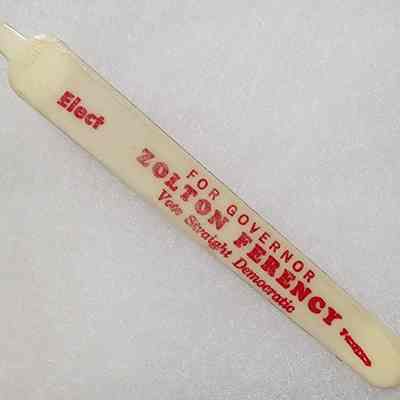 Elect
FOR GOVERNOR
ZOLTON FERENCY
Vote Straight Democratic